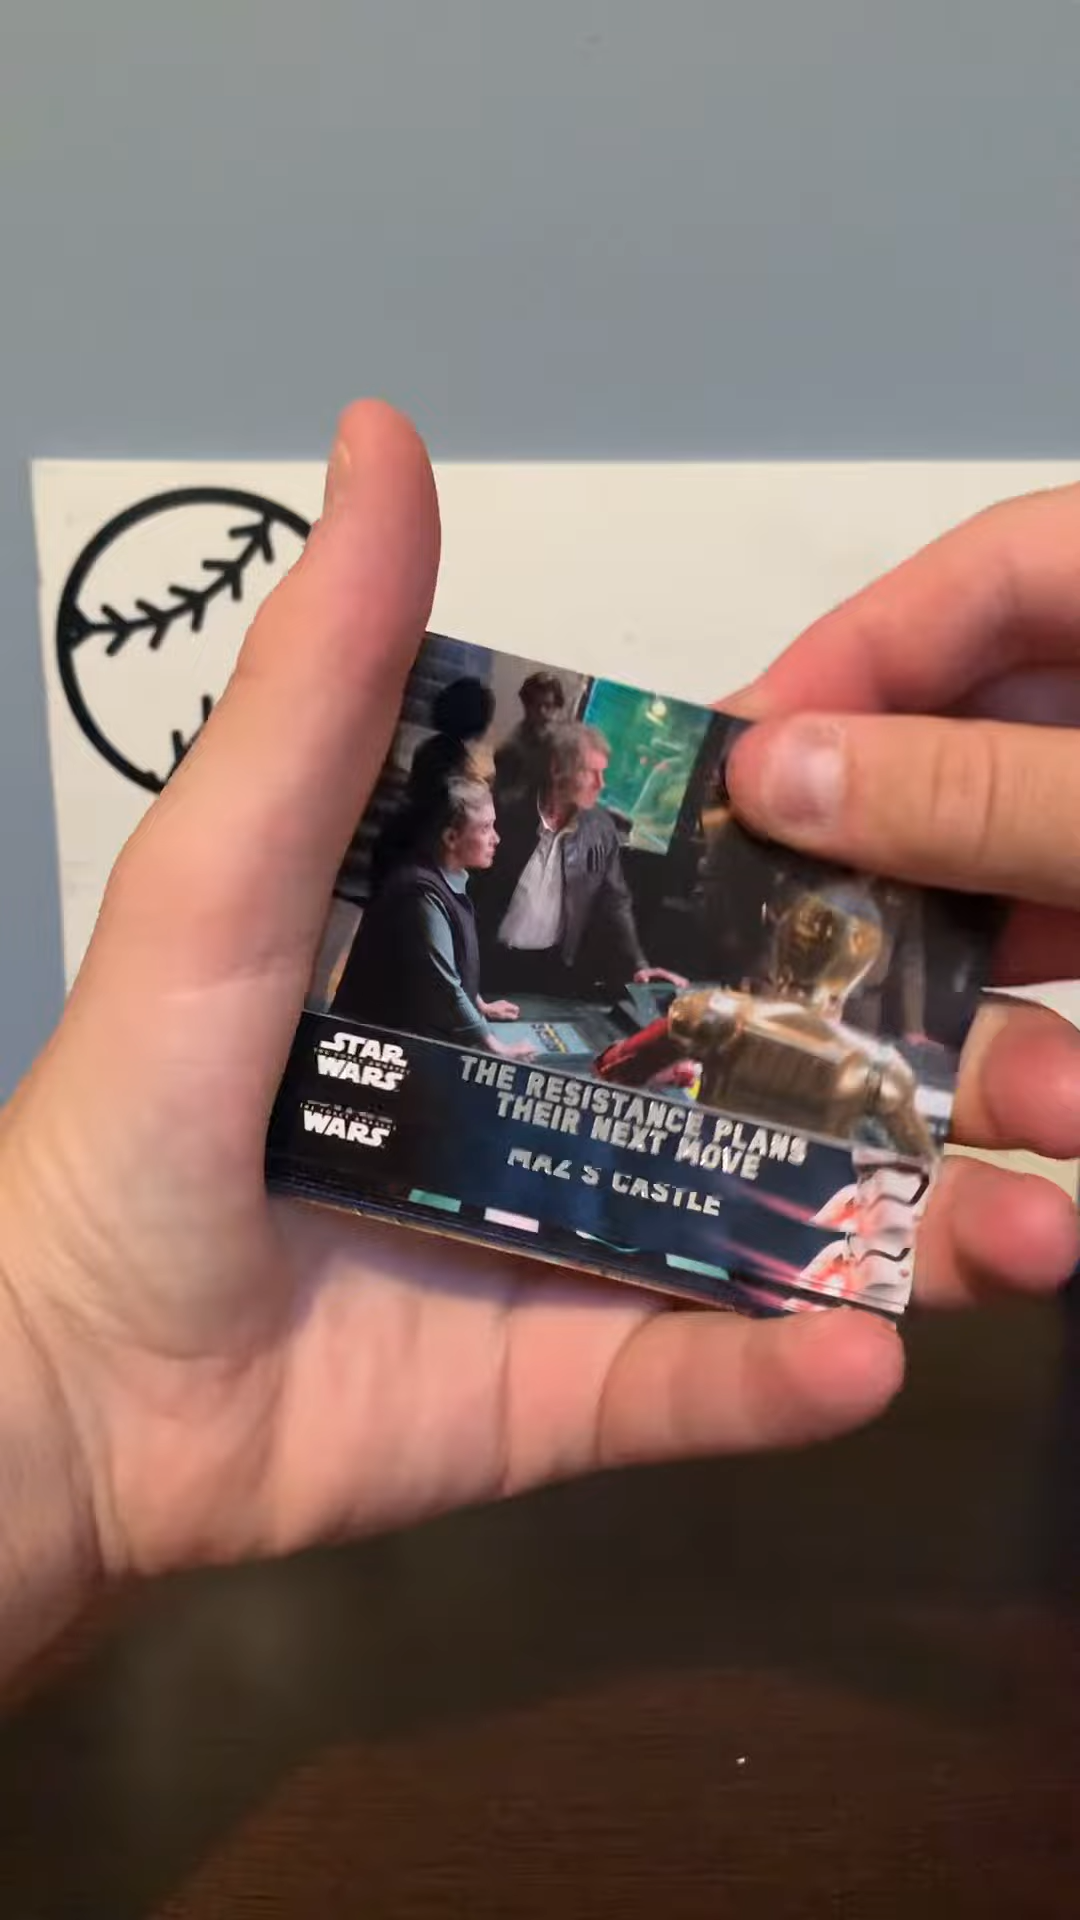 STAR
WARS
THE RESISTANCE PLANS
THEIR NEXT MOVE
WARS
MAZ'S CASTLE